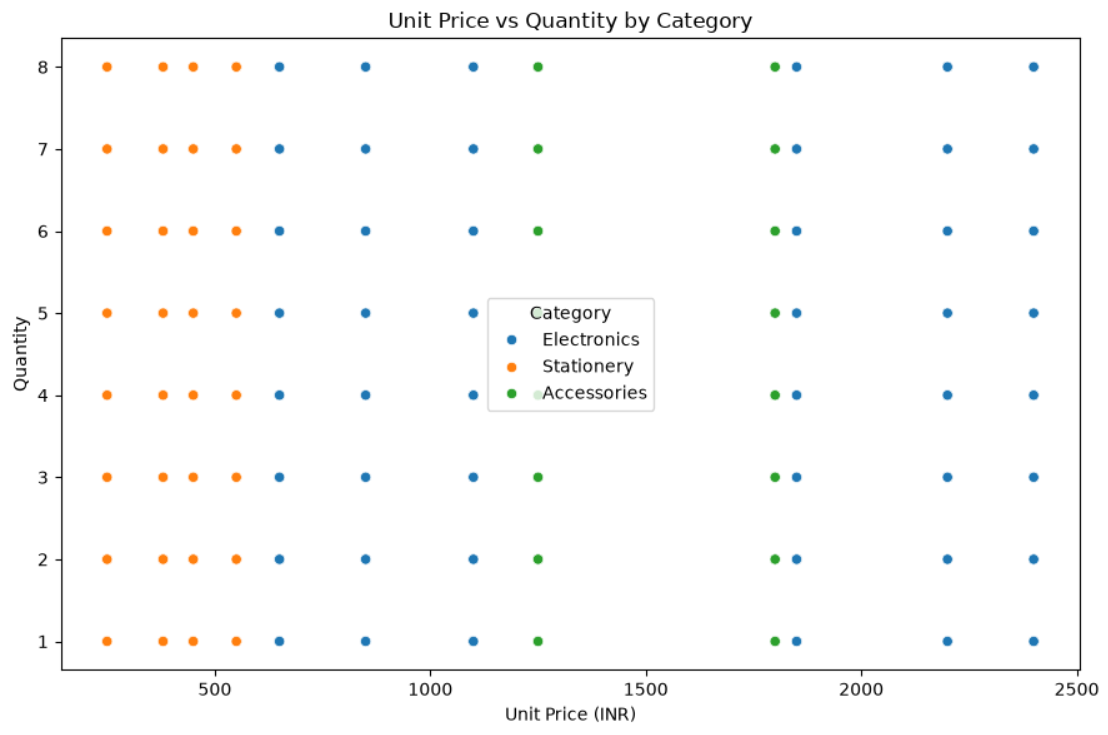 Unit Price vs Quantity by Category
8
7
6
5
4
3
2
1
Quantity
Category
Electronics
Stationery
Accessories
500
1000
1500
2000
2500
Unit Price (INR)